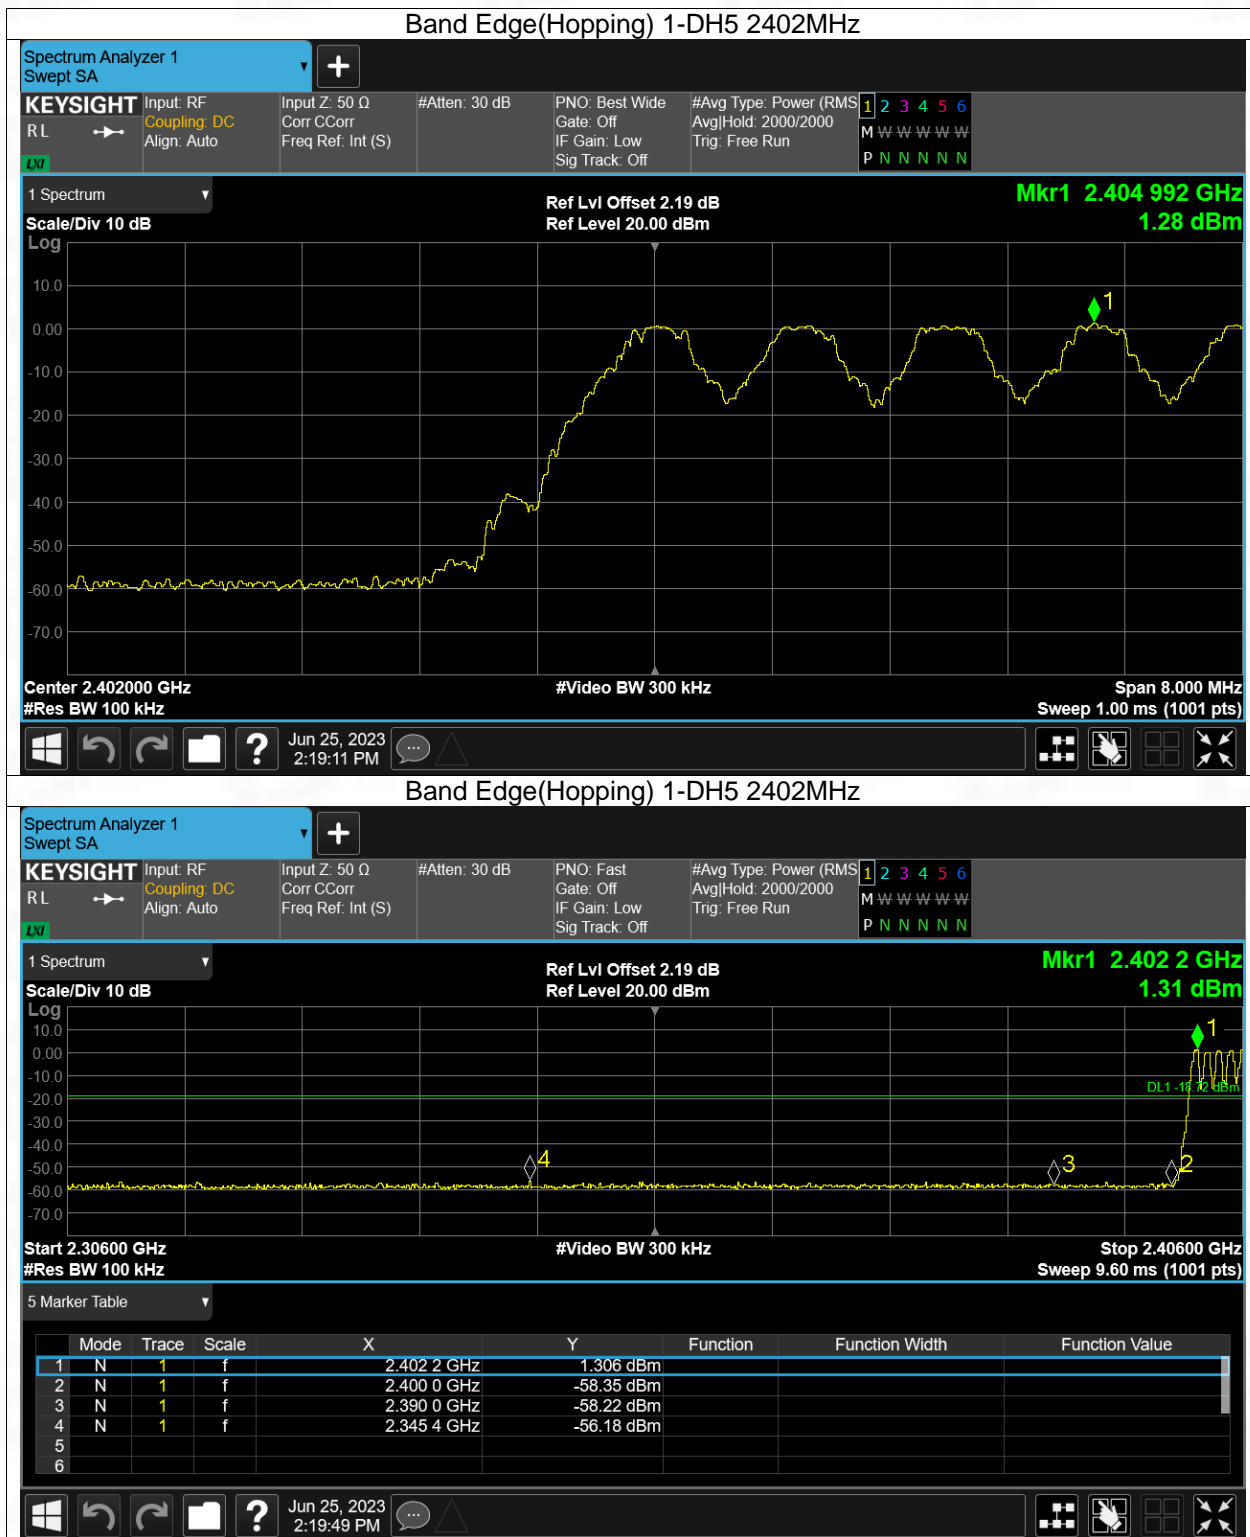 Band Edge(Hopping) 1-DH5 2402MHz
Spectrum Analyzer 1
Swept SA
KEYSIGHT
R L
LXI
Input: RF
Coupling: DC
Align: Auto
Input Z: 50 Ω
Corr CCorr
Freq Ref: Int (S)
#Atten: 30 dB
PNO: Best Wide
Gate: Off
IF Gain: Low
Sig Track: Off
#Avg Type: Power (RMS
Avg|Hold: 2000/2000
Trig: Free Run
1 2 3 4 5 6
M W W W W W
P N N N N N
1 Spectrum
Scale/Div 10 dB
Ref Lvl Offset 2.19 dB
Ref Level 20.00 dBm
Mkr1 2.404 992 GHz
1.28 dBm
Log
10.0
0.00
-10.0
-20.0
-30.0
-40.0
-50.0
-60.0
-70.0
1
Center 2.402000 GHz
#Res BW 100 kHz
#Video BW 300 kHz
Span 8.000 MHz
Sweep 1.00 ms (1001 pts)
Jun 25, 2023
2:19:11 PM
Band Edge(Hopping) 1-DH5 2402MHz
Spectrum Analyzer 1
Swept SA
KEYSIGHT
R L
LXI
Input: RF
Coupling: DC
Align: Auto
Input Z: 50 Ω
Corr CCorr
Freq Ref: Int (S)
#Atten: 30 dB
PNO: Fast
Gate: Off
IF Gain: Low
Sig Track: Off
#Avg Type: Power (RMS
Avg|Hold: 2000/2000
Trig: Free Run
1 2 3 4 5 6
M W W W W W
P N N N N N
1 Spectrum
Scale/Div 10 dB
Ref Lvl Offset 2.19 dB
Ref Level 20.00 dBm
Mkr1 2.402 2 GHz
1.31 dBm
Log
10.0
0.00
-10.0
-20.0
-30.0
-40.0
-50.0
-60.0
-70.0
1
DL1 -18.72 dBm
4
3
2
Start 2.30600 GHz
#Res BW 100 kHz
#Video BW 300 kHz
Stop 2.40600 GHz
Sweep 9.60 ms (1001 pts)
5 Marker Table
Mode Trace Scale X Y Function Function Width Function Value
1 N 1 f 2.402 2 GHz 1.306 dBm
2 N 1 f 2.400 0 GHz -58.35 dBm
3 N 1 f 2.390 0 GHz -58.22 dBm
4 N 1 f 2.345 4 GHz -56.18 dBm
5
6
Jun 25, 2023
2:19:49 PM